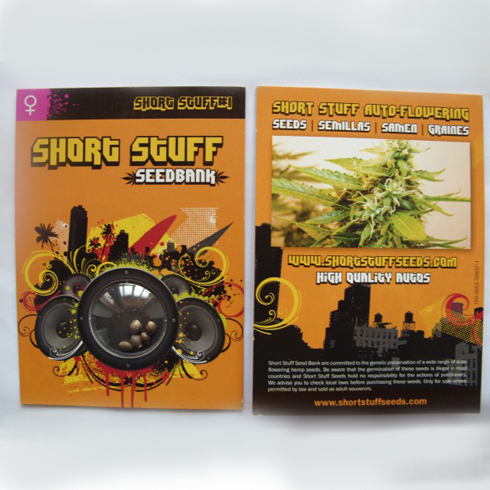 ♀ SHORT STUFF#1
SHORT STUFF
SEEDBANK
SHORT STUFF AUTO-FLOWERING
SEEDS | SEMILLAS | SAMEN | GRAINES
WWW.SHORTSTUFFSEEDS.COM
HIGH QUALITY AUTOS
Short Stuff Seed Bank are committed to the genetic preservation of a wide range of auto
flowering hemp seeds. Be aware that the germination of these seeds is illegal in most
countries and Short Stuff Seeds hold no responsibility for the actions of purchasers.
We advise you to check local laws before purchasing these seeds. Only for sale where
permitted by law and sold as adult souvenirs.
www.shortstuffseeds.com